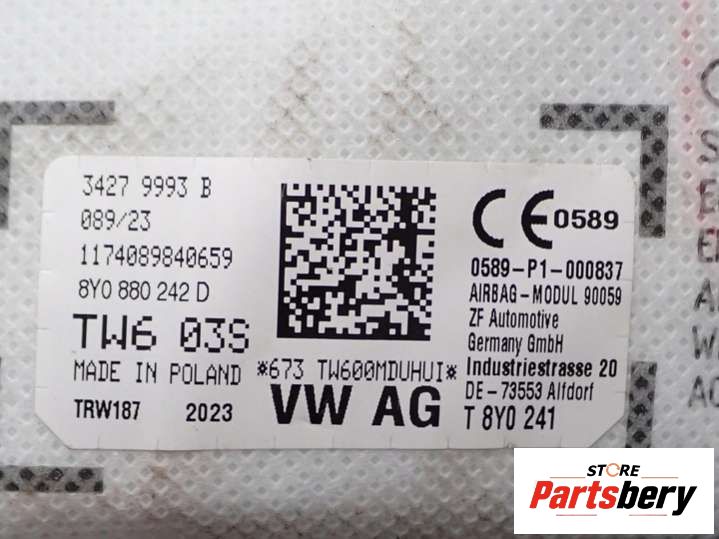 3427 9993 B
089/23
1174089840659
8Y0 880 242 D
TW6 03S
MADE IN POLAND
TRW187 2023
*673 TW600MDUHUI*
VW AG
CE 0589
0589-P1-000837
AIRBAG-MODUL 90059
ZF Automotive
Germany GmbH
Industriestrasse 20
DE-73553 Alfdorf
T 8Y0 241
STORE
Partsbery